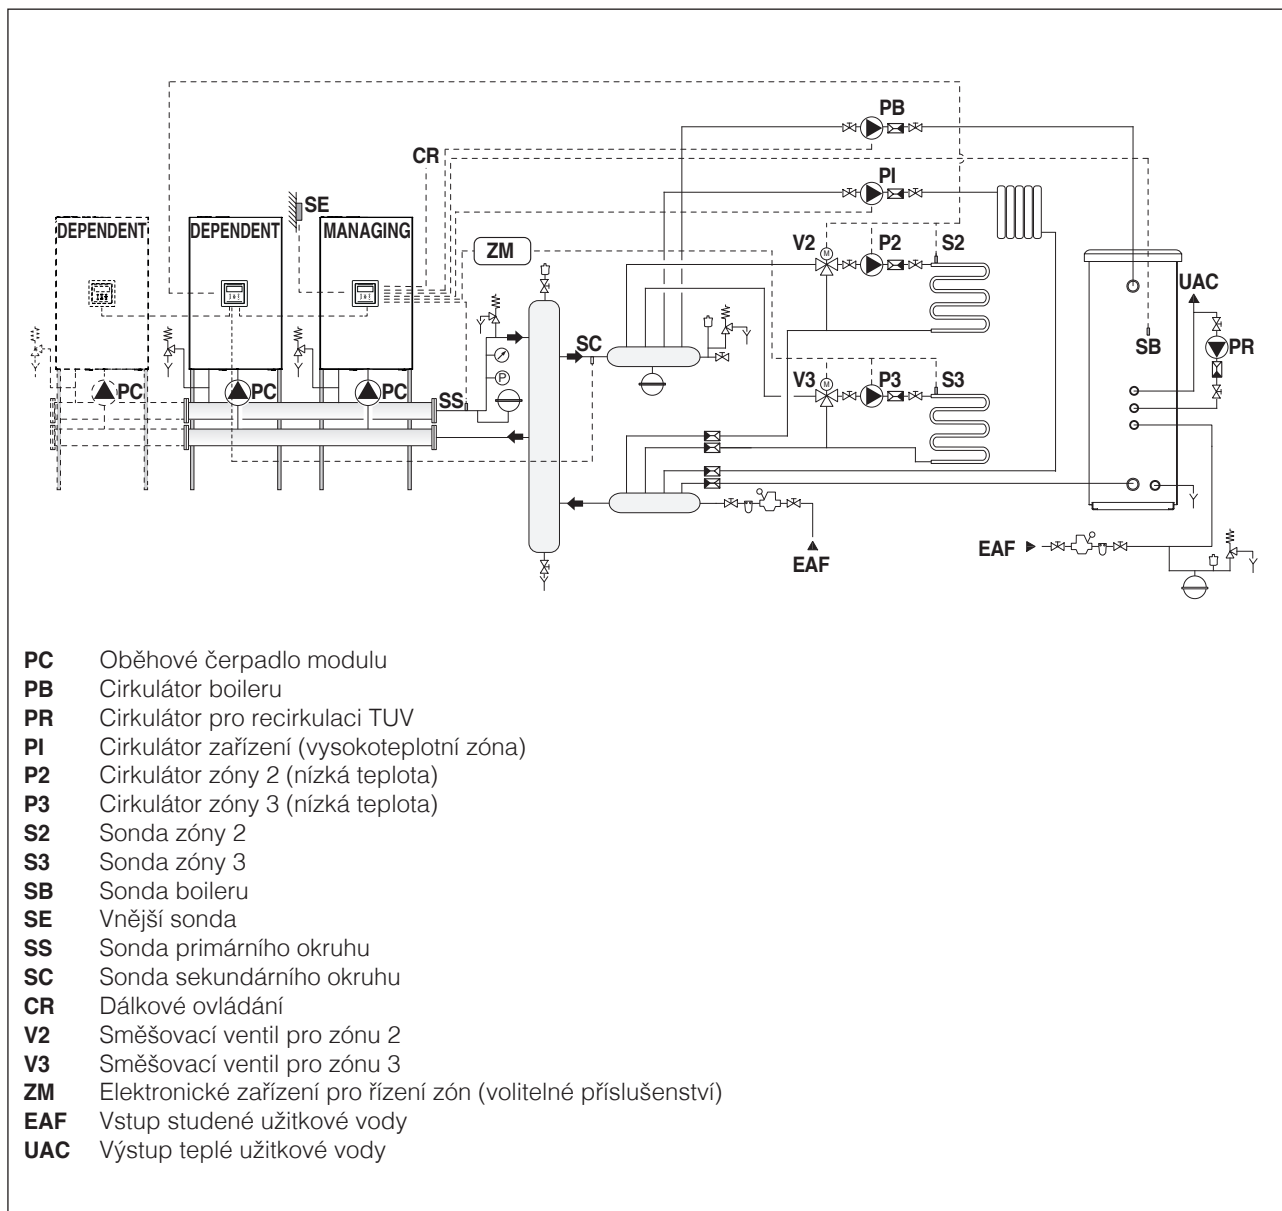 PB
CR
PI
SE
DEPENDENT DEPENDENT MANAGING
ZM
V2 P2 S2
M
UAC
SC
SB PR
P
V3 P3 S3
M
PC PC PC SS
EAF
EAF
PC Oběhové čerpadlo modulu
PB Cirkulátor boileru
PR Cirkulátor pro recirkulaci TUV
PI Cirkulátor zařízení (vysokoteplotní zóna)
P2 Cirkulátor zóny 2 (nízká teplota)
P3 Cirkulátor zóny 3 (nízká teplota)
S2 Sonda zóny 2
S3 Sonda zóny 3
SB Sonda boileru
SE Vnější sonda
SS Sonda primárního okruhu
SC Sonda sekundárního okruhu
CR Dálkové ovládání
V2 Směšovací ventil pro zónu 2
V3 Směšovací ventil pro zónu 3
ZM Elektronické zařízení pro řízení zón (volitelné příslušenství)
EAF Vstup studené užitkové vody
UAC Výstup teplé užitkové vody